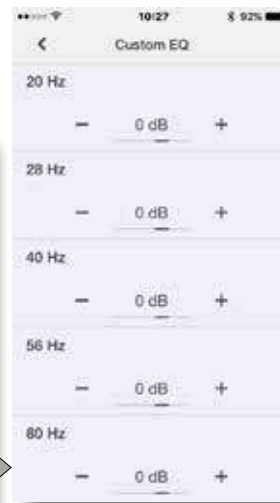 10:27 92%
Custom EQ
20 Hz
− 0 dB +
28 Hz
− 0 dB +
40 Hz
− 0 dB +
56 Hz
− 0 dB +
80 Hz
− 0 dB +